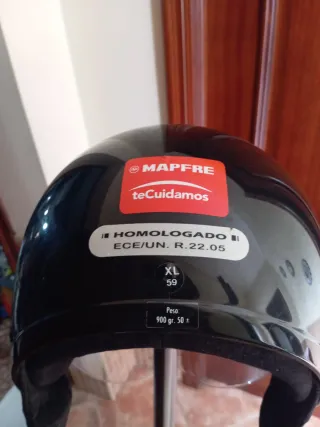 MAPFRE
teCuidamos
HOMOLOGADO
ECE/UN. R.22.05
XL
59
Peso
900 gr. 50 ±